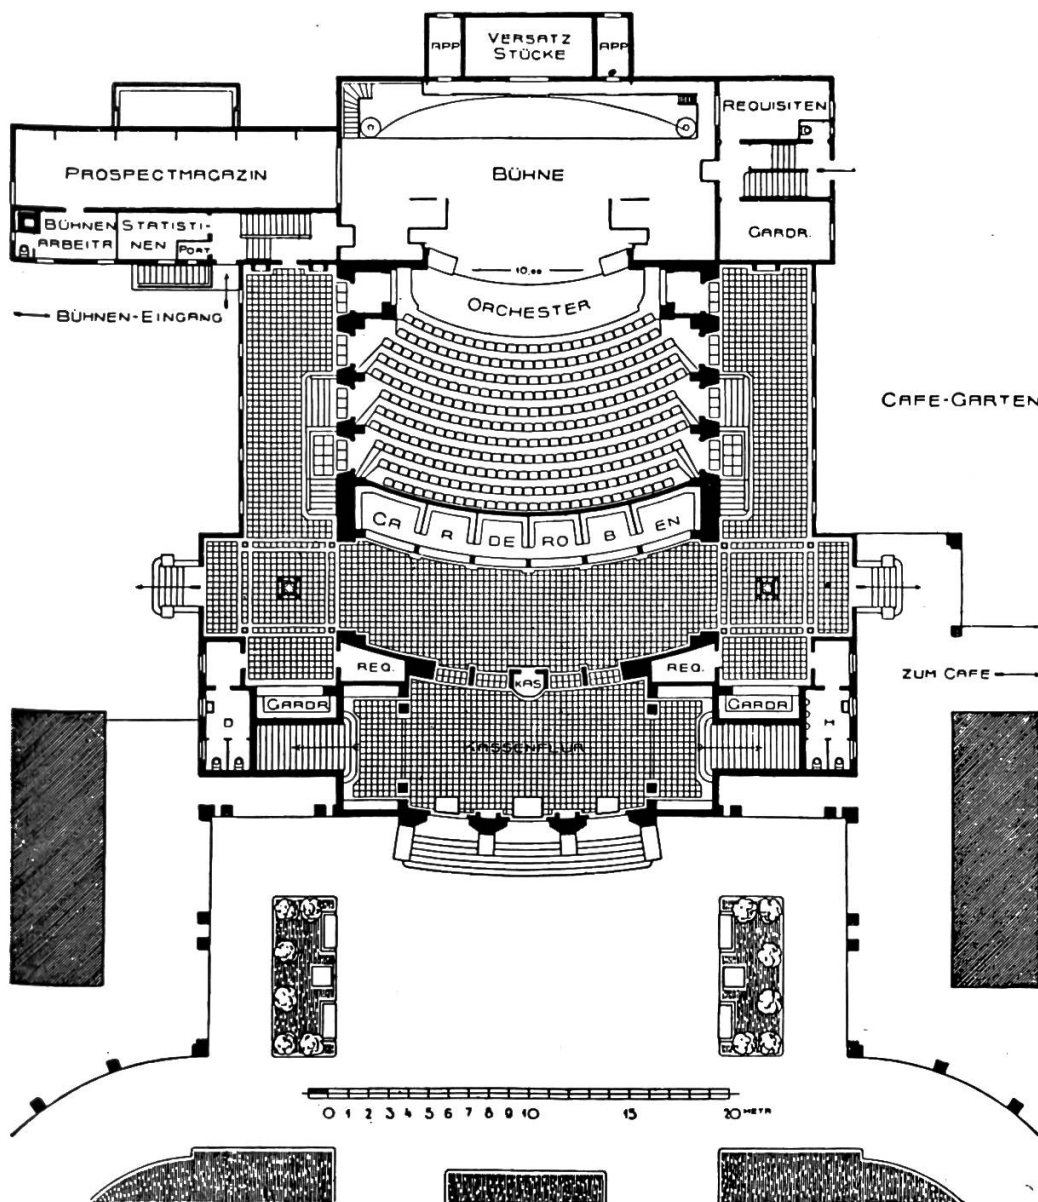 APP
VERSATZ
STÜCKE
APP
REQUISITEN
PROSPECTMAGAZIN
BÜHNE
BÜHNEN
ARBEITR
STATISTI-
NEN
PORT
GARDR.
10,00
ORCHESTER
BÜHNEN-EINGANG
CAFE-GARTEN
GA
R
DE
RO
B
EN
REQ.
KAS
REQ.
ZUM CAFE
D
GARDR
GARDR
H
KASSENFLUR
0 1 2 3 4 5 6 7 8 9 10 15 20 METR